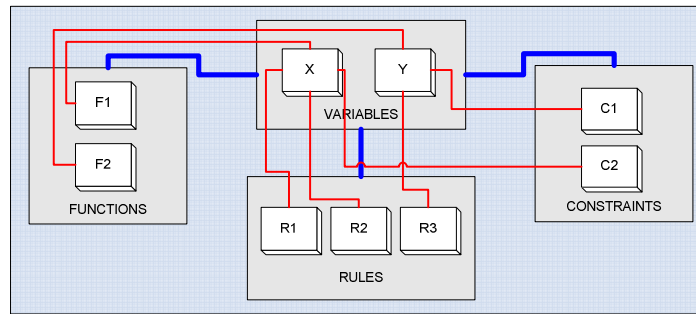 X
Y
VARIABLES
F1
F2
FUNCTIONS
C1
C2
CONSTRAINTS
R1
R2
R3
RULES